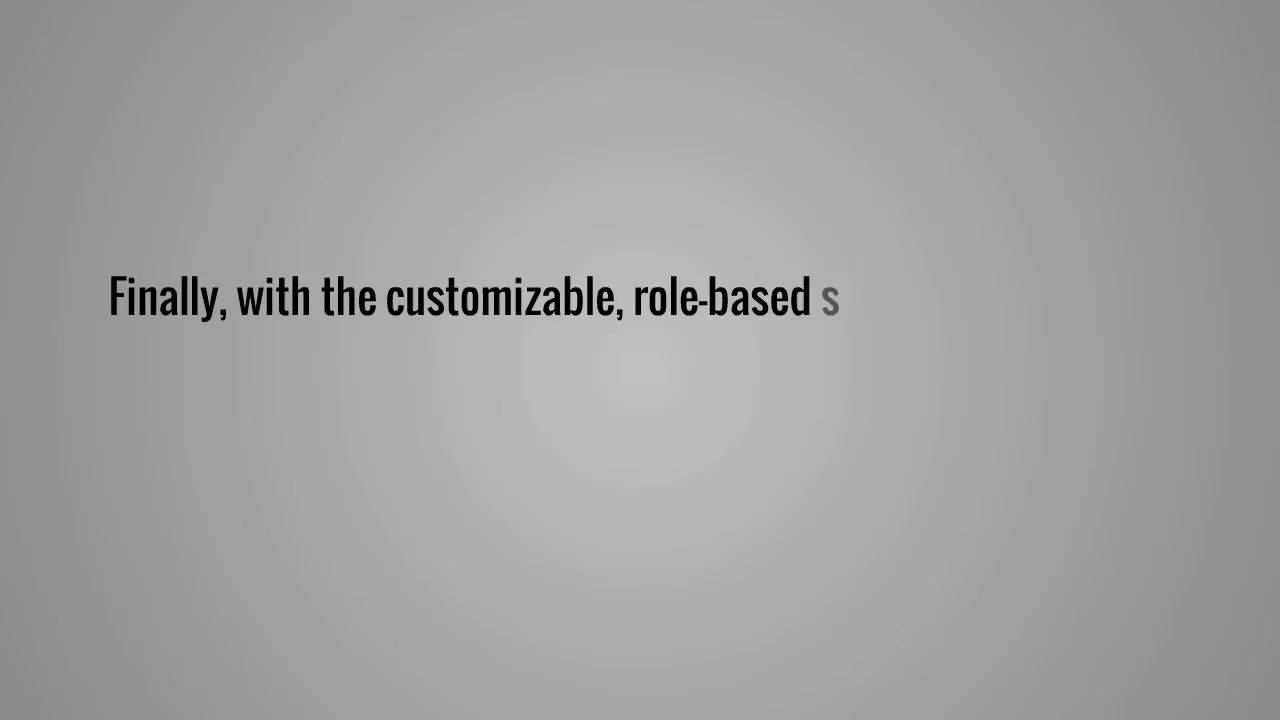 Finally, with the customizable, role-based s